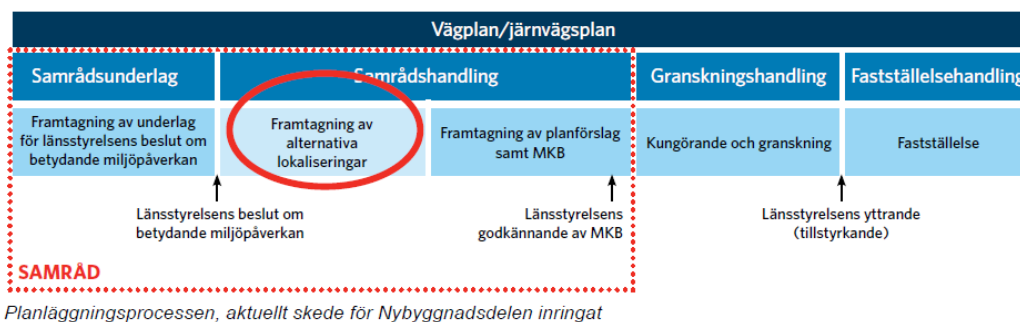 Vägplan/järnvägsplan
Samrådsunderlag
Samrådshandling
Granskningshandling
Fastställelsehandling
Framtagning av underlag
för länsstyrelsens beslut om
betydande miljöpåverkan
Framtagning av
alternativa
lokaliseringar
Framtagning av planförslag
samt MKB
Kungörande och granskning
Fastställelse
Länsstyrelsens beslut om
betydande miljöpåverkan
Länsstyrelsens
godkännande av MKB
Länsstyrelsens yttrande
(tillstyrkande)
SAMRÅD
Planläggningsprocessen, aktuellt skede för Nybyggnadsdelen inringat